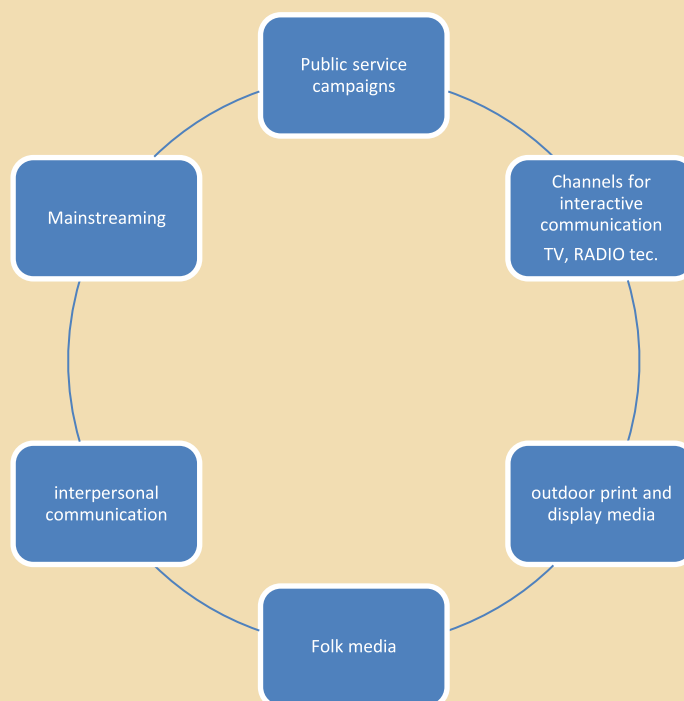 Public service
campaigns
Channels for
interactive
communication
TV, RADIO tec.
outdoor print and
display media
Folk media
interpersonal
communication
Mainstreaming